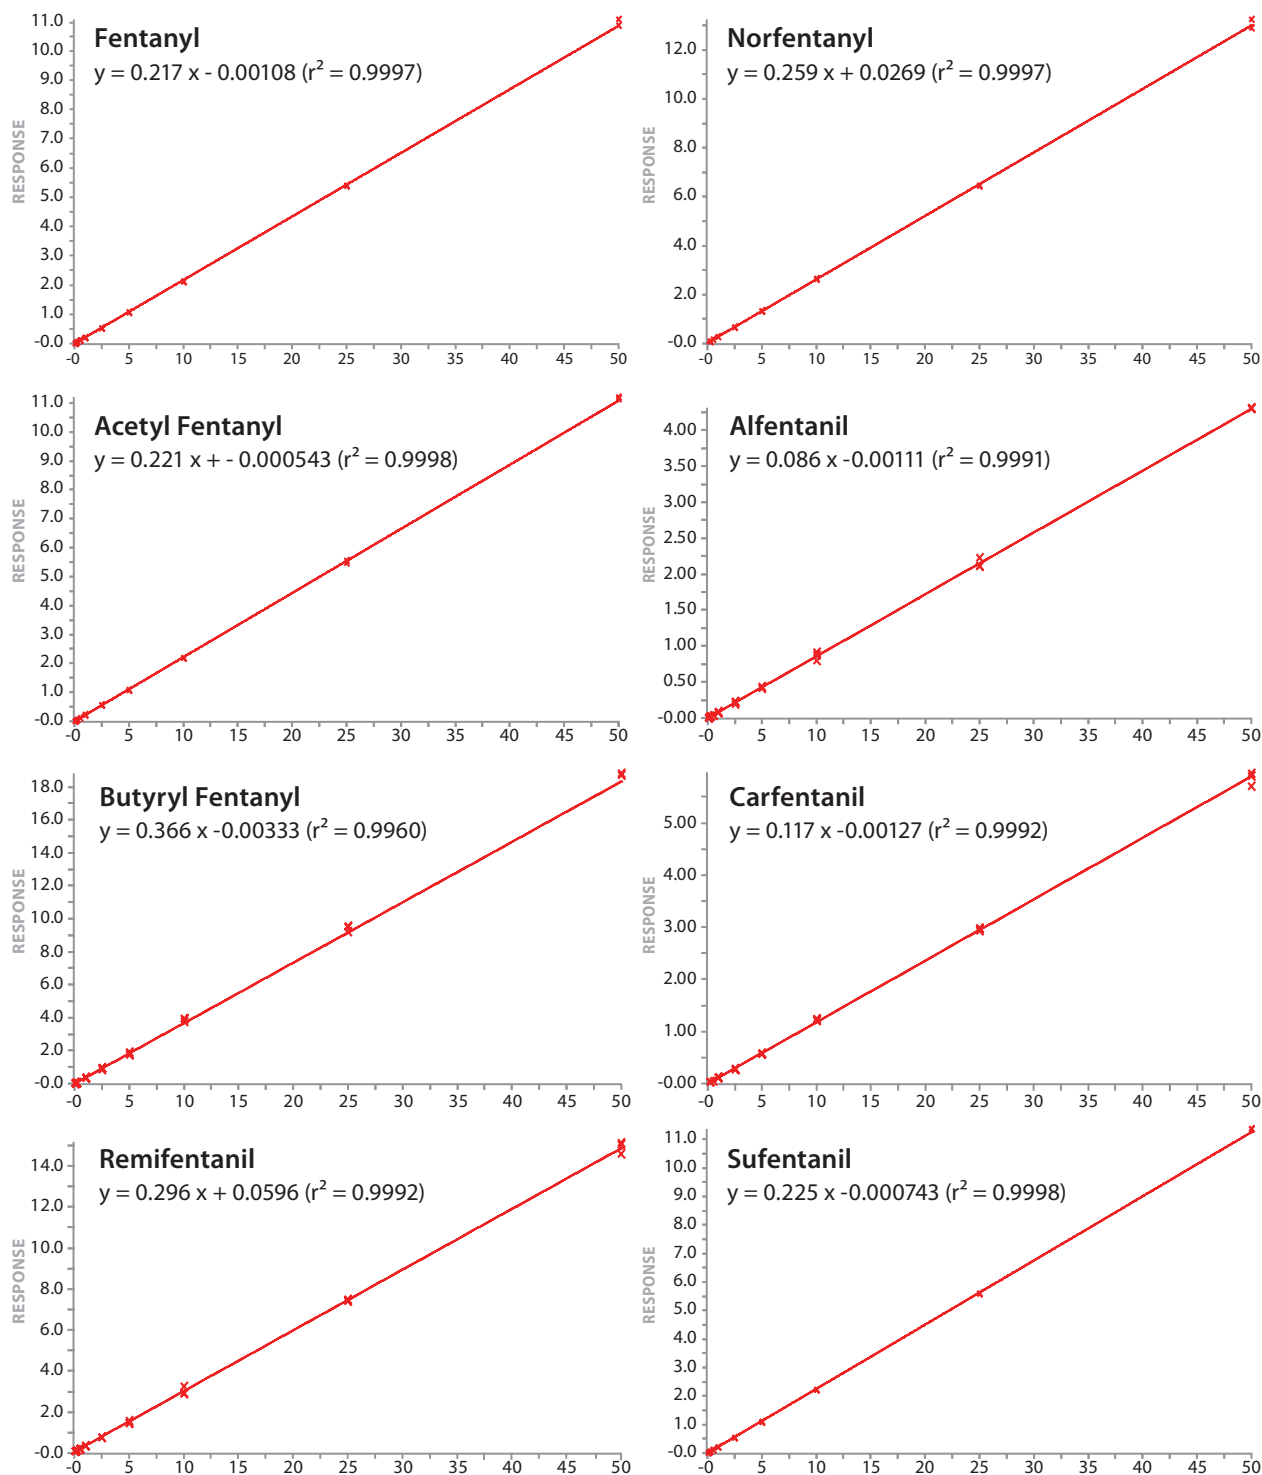 Fentanyl
y = 0.217 x - 0.00108 (r² = 0.9997)
RESPONSE
11.0
10.0
9.0
8.0
7.0
6.0
5.0
4.0
3.0
2.0
1.0
-0.0
-0 5 10 15 20 25 30 35 40 45 50
Norfentanyl
y = 0.259 x + 0.0269 (r² = 0.9997)
RESPONSE
12.0
10.0
8.0
6.0
4.0
2.0
-0.0
-0 5 10 15 20 25 30 35 40 45 50
Acetyl Fentanyl
y = 0.221 x + - 0.000543 (r² = 0.9998)
RESPONSE
11.0
10.0
9.0
8.0
7.0
6.0
5.0
4.0
3.0
2.0
1.0
-0.0
-0 5 10 15 20 25 30 35 40 45 50
Alfentanil
y = 0.086 x -0.00111 (r² = 0.9991)
RESPONSE
4.00
3.50
3.00
2.50
2.00
1.50
1.00
0.50
-0.00
-0 5 10 15 20 25 30 35 40 45 50
Butyryl Fentanyl
y = 0.366 x -0.00333 (r² = 0.9960)
RESPONSE
18.0
16.0
14.0
12.0
10.0
8.0
6.0
4.0
2.0
-0.0
-0 5 10 15 20 25 30 35 40 45 50
Carfentanil
y = 0.117 x -0.00127 (r² = 0.9992)
RESPONSE
5.00
4.00
3.00
2.00
1.00
-0.00
-0 5 10 15 20 25 30 35 40 45 50
Remifentanil
y = 0.296 x + 0.0596 (r² = 0.9992)
RESPONSE
14.0
12.0
10.0
8.0
6.0
4.0
2.0
-0.0
-0 5 10 15 20 25 30 35 40 45 50
Sufentanil
y = 0.225 x -0.000743 (r² = 0.9998)
RESPONSE
11.0
10.0
9.0
8.0
7.0
6.0
5.0
4.0
3.0
2.0
1.0
-0.0
-0 5 10 15 20 25 30 35 40 45 50